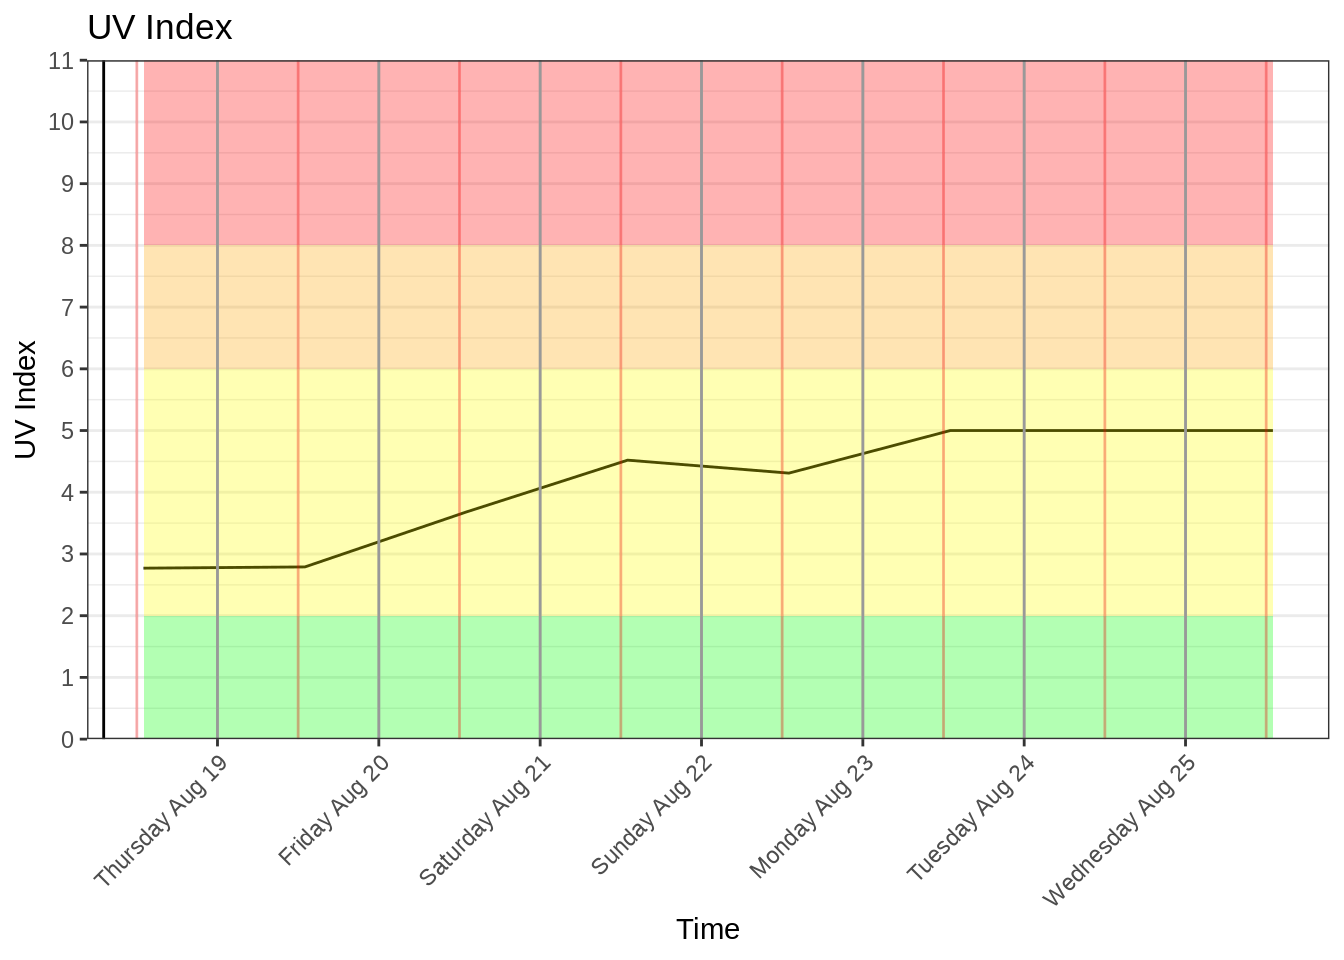 UV Index
11
10
9
8
7
6
5
4
3
2
1
0
UV Index
Thursday Aug 19
Friday Aug 20
Saturday Aug 21
Sunday Aug 22
Monday Aug 23
Tuesday Aug 24
Wednesday Aug 25
Time